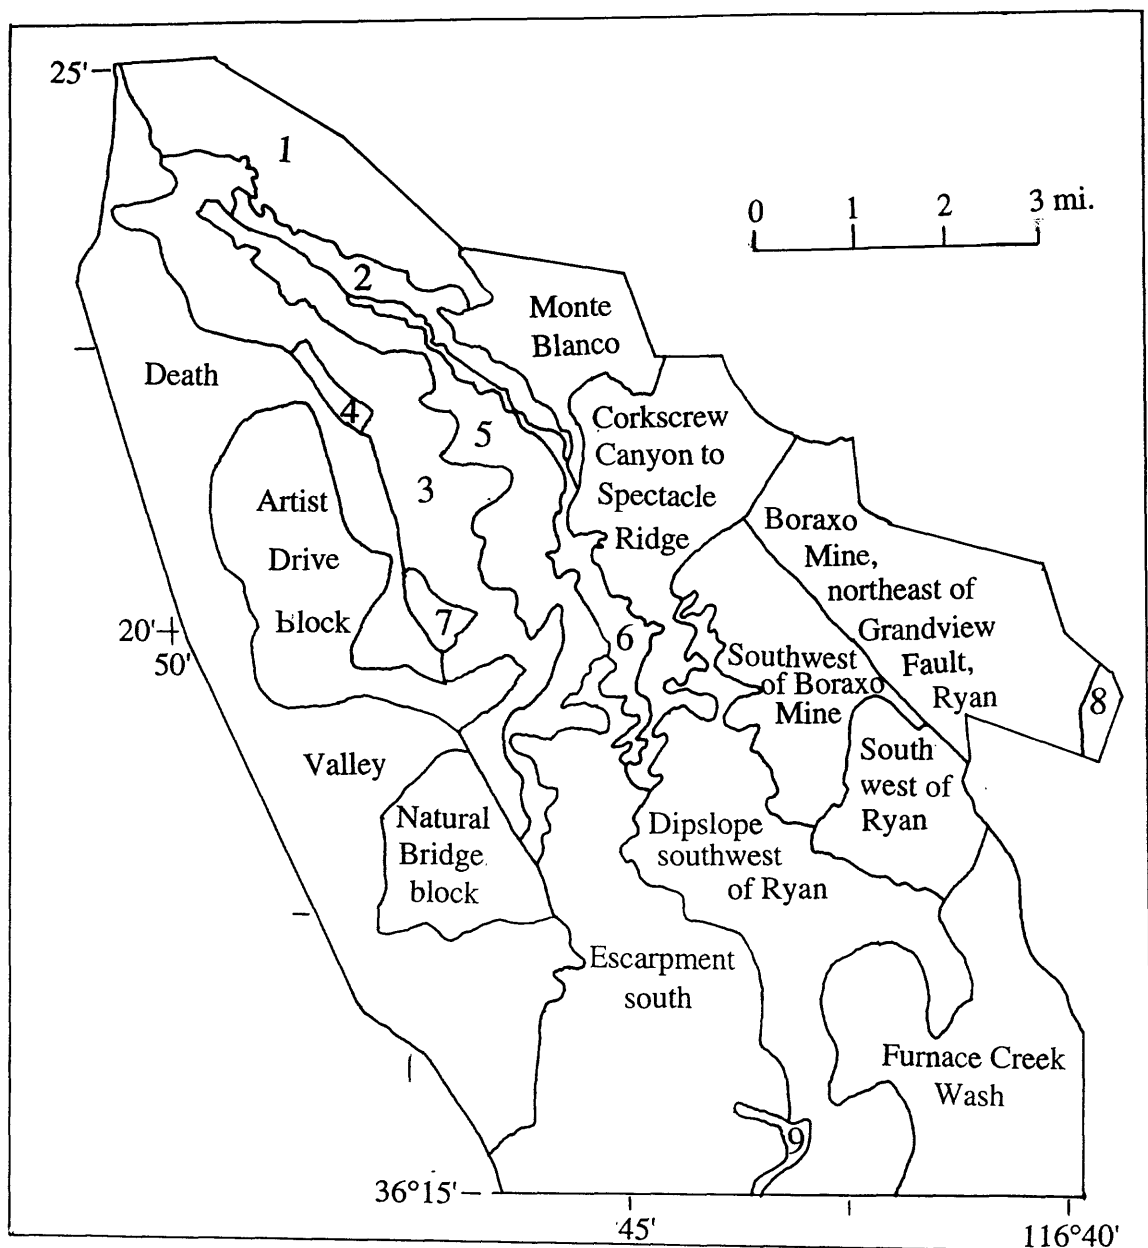 25'
1
0 1 2 3 mi.
2
Monte
Blanco
Death
4
Corkscrew
Canyon to
Spectacle
Ridge
5
3
Artist
Drive
Block
Boraxo
Mine,
northeast of
Grandview
Fault,
Ryan
7
20'
50'
6
Southwest
of Boraxo
Mine
8
Valley
South
west of
Ryan
Natural
Bridge
block
Dipslope
southwest
of Ryan
Escarpment
south
Furnace Creek
Wash
9
36°15'
45'
116°40'